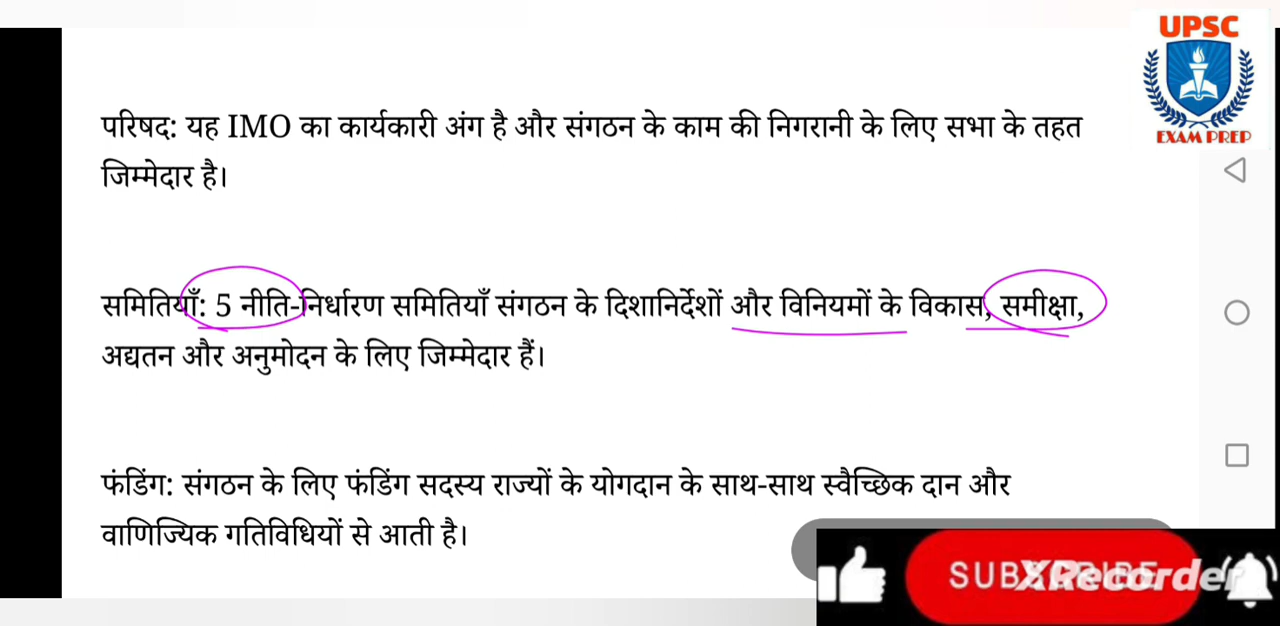 UPSC
EXAM PREP
परिषद: यह IMO का कार्यकारी अंग है और संगठन के काम की निगरानी के लिए सभा के तहत
जिम्मेदार है।
समितियाँ: 5 नीति-निर्धारण समितियाँ संगठन के दिशानिर्देशों और विनियमों के विकास, समीक्षा,
अद्यतन और अनुमोदन के लिए जिम्मेदार हैं।
फंडिंग: संगठन के लिए फंडिंग सदस्य राज्यों के योगदान के साथ-साथ स्वैच्छिक दान और
वाणिज्यिक गतिविधियों से आती है।
SUBSCRIBE
XRecorder